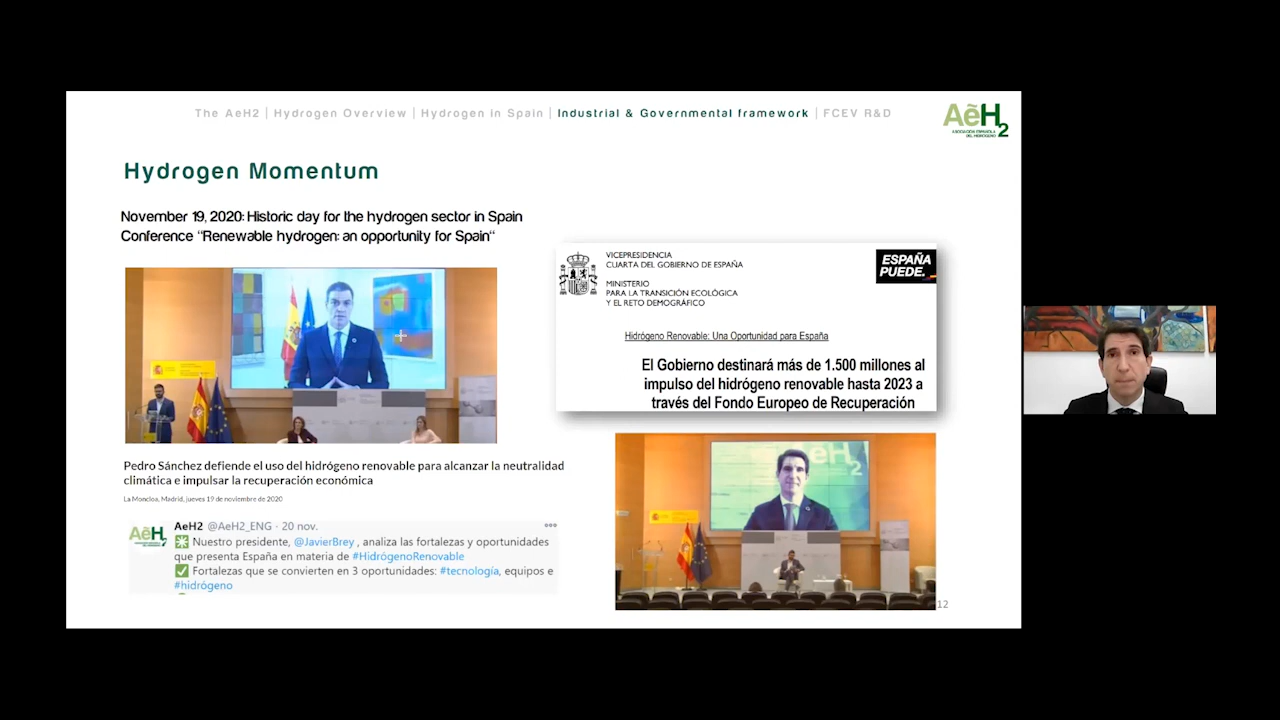 The AeH2 | Hydrogen Overview | Hydrogen in Spain | Industrial & Governmental framework | FCEV R&D
AeH2
ASOCIACIÓN ESPAÑOLA
DEL HIDRÓGENO
Hydrogen Momentum
November 19, 2020: Historic day for the hydrogen sector in Spain
Conference "Renewable hydrogen: an opportunity for Spain"
VICEPRESIDENCIA
CUARTA DEL GOBIERNO DE ESPAÑA
MINISTERIO
PARA LA TRANSICIÓN ECOLÓGICA
Y EL RETO DEMOGRÁFICO
ESPAÑA
PUEDE.
Hidrógeno Renovable: Una Oportunidad para España
El Gobierno destinará más de 1.500 millones al
impulso del hidrógeno renovable hasta 2023 a
través del Fondo Europeo de Recuperación
Pedro Sánchez defiende el uso del hidrógeno renovable para alcanzar la neutralidad
climática e impulsar la recuperación económica
La Moncloa, Madrid, jueves 19 de noviembre de 2020
AeH2 @AeH2_ENG · 20 nov.
Nuestro presidente, @JavierBrey , analiza las fortalezas y oportunidades
que presenta España en materia de #HidrógenoRenovable
Fortalezas que se convierten en 3 oportunidades: #tecnología, equipos e
#hidrógeno
12